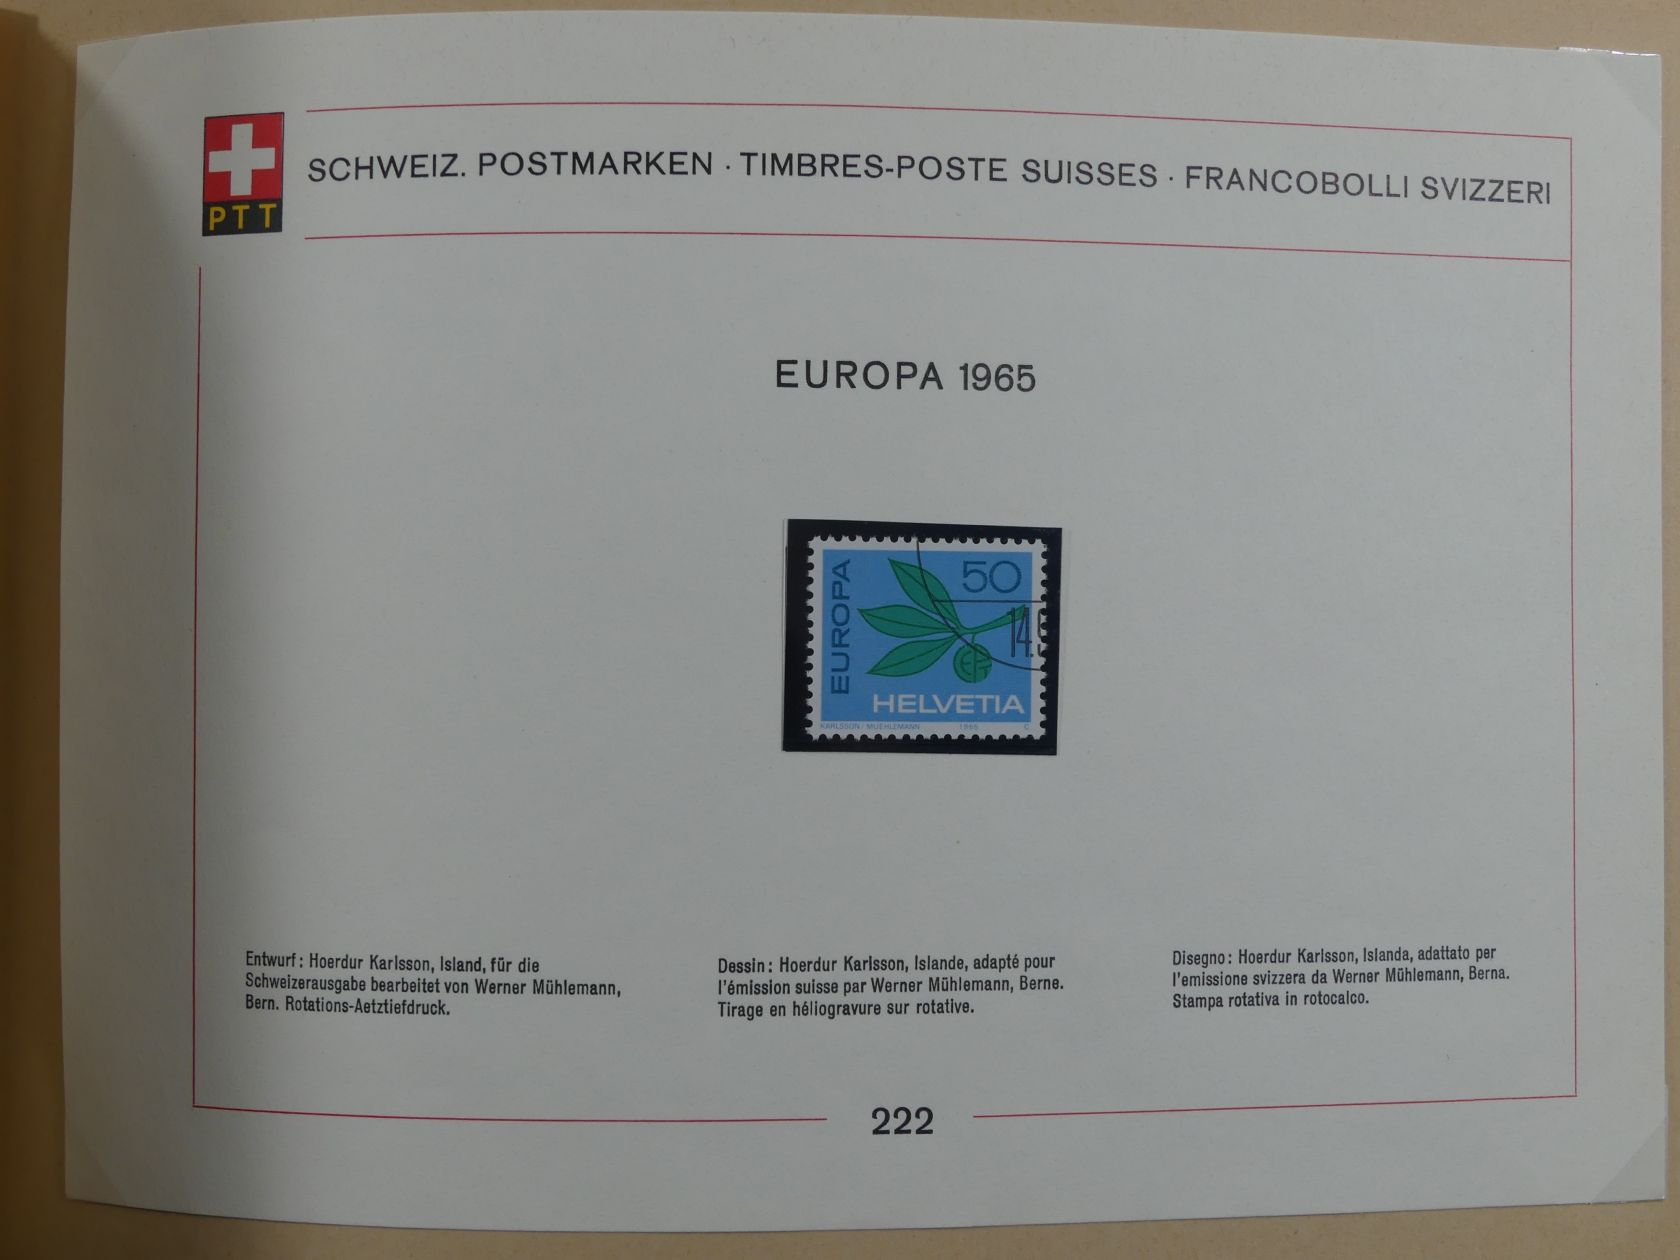 PTT
SCHWEIZ. POSTMARKEN · TIMBRES-POSTE SUISSES · FRANCOBOLLI SVIZZERI
EUROPA 1965
EUROPA
50
14.9
HELVETIA
KARLSSON / MUEHLEMANN 1965 C
Entwurf: Hoerdur Karlsson, Island, für die
Schweizerausgabe bearbeitet von Werner Mühlemann,
Bern. Rotations-Aetztiefdruck.
Dessin: Hoerdur Karlsson, Islande, adapté pour
l'émission suisse par Werner Mühlemann, Berne.
Tirage en héliogravure sur rotative.
Disegno: Hoerdur Karlsson, Islanda, adattato per
l'emissione svizzera da Werner Mühlemann, Berna.
Stampa rotativa in rotocalco.
222